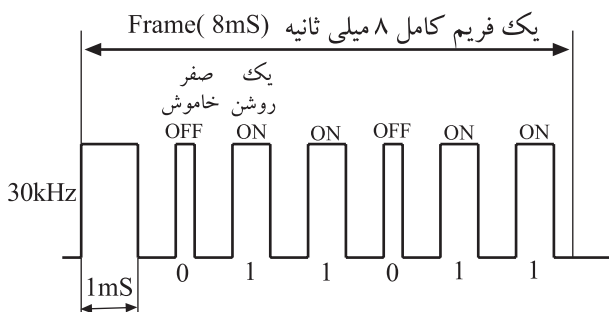 یک فریم کامل ۸ میلی ثانیه Frame( 8mS)
صفر یک
خاموش روشن
OFF ON ON OFF ON ON
30kHz
0 1 1 0 1 1
1mS